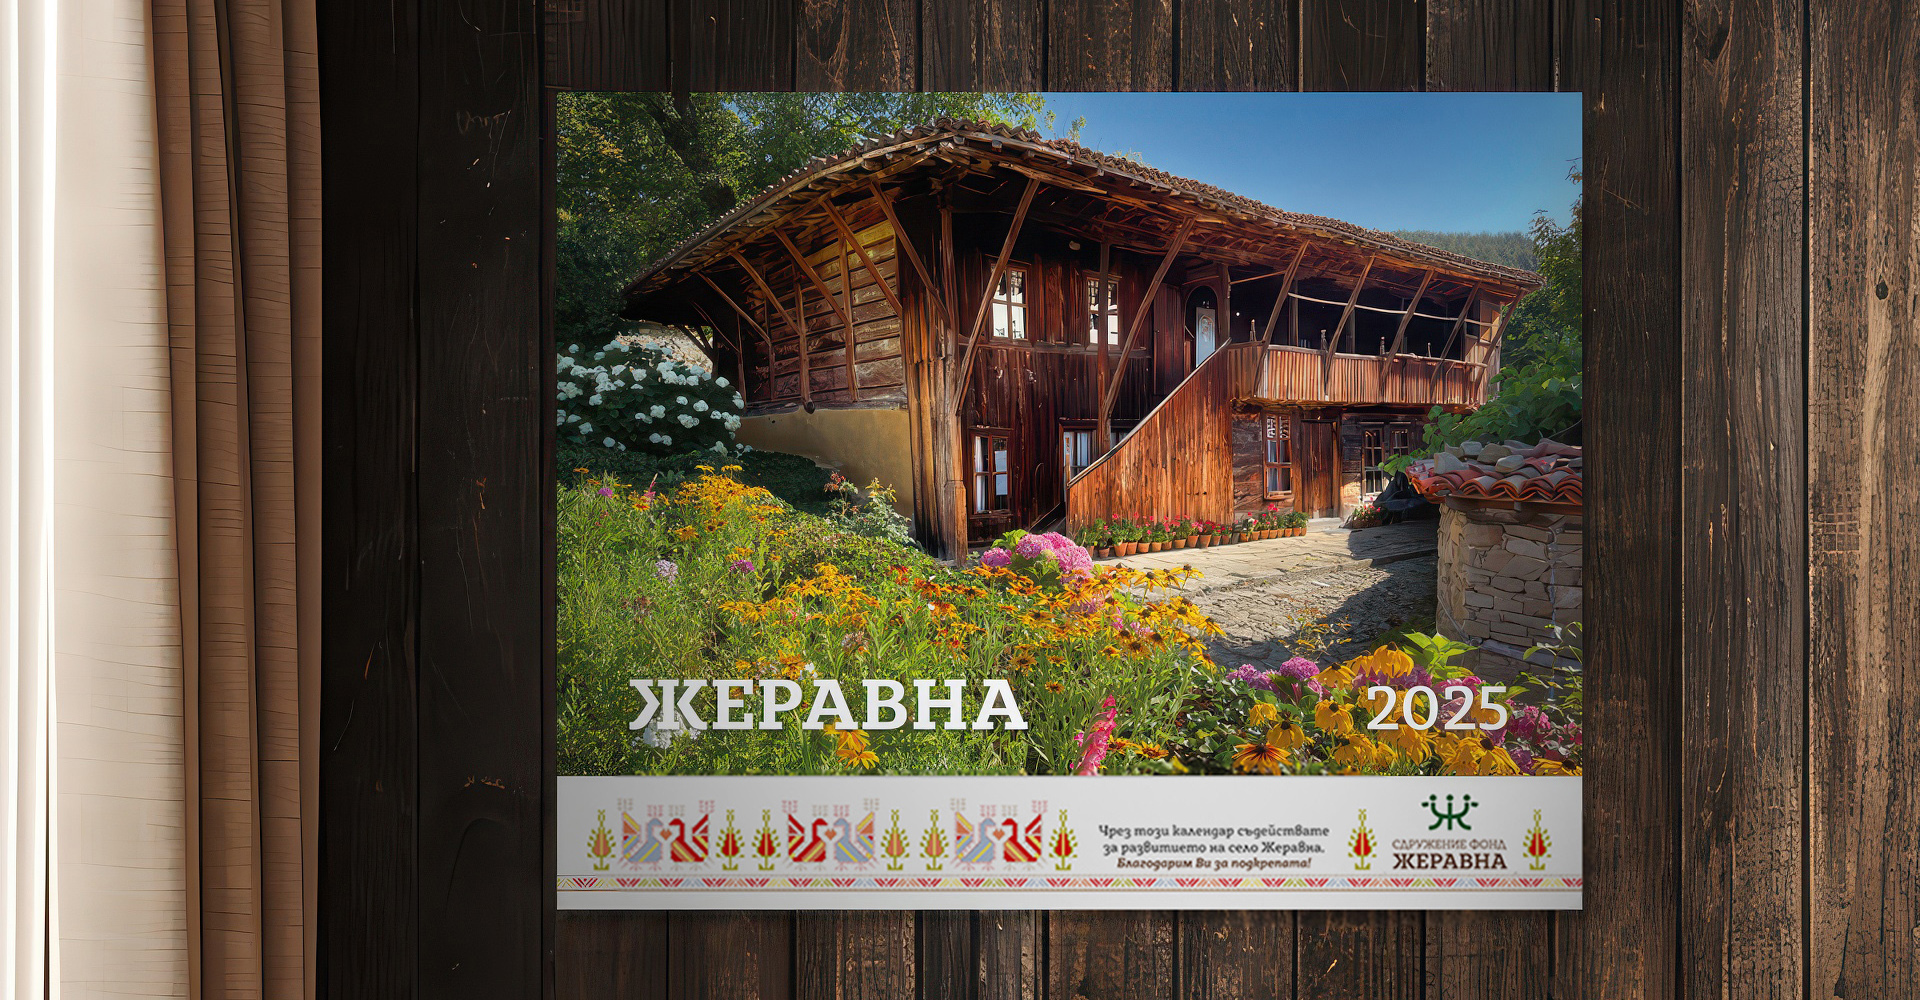 ЖЕРАВНА
2025
Чрез този календар съдействате
за развитието на село Жеравна.
Благодарим Ви за подкрепата!
СДРУЖЕНИЕ ФОНД
ЖЕРАВНА